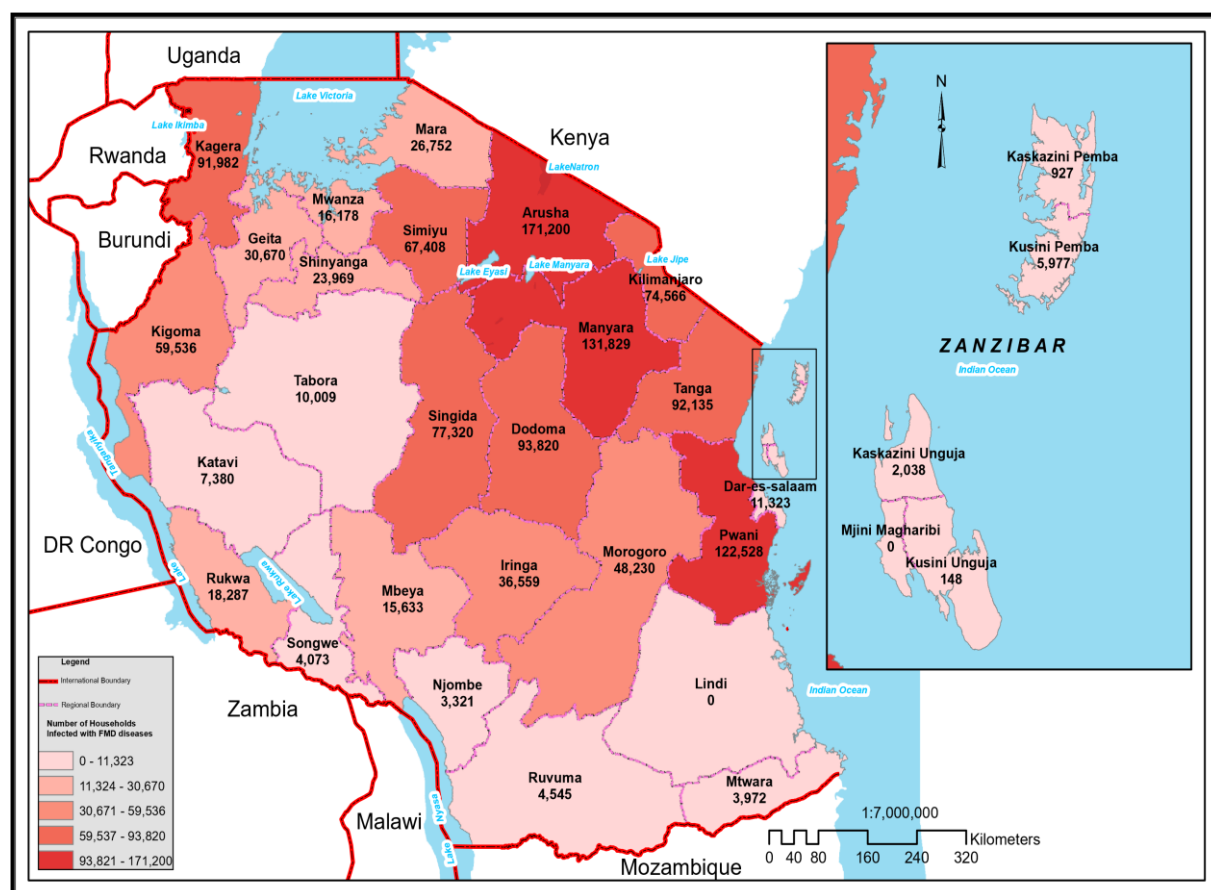 Uganda
Lake Victoria
Kenya
Rwanda
Burundi
Lake Ikimba
Kagera
91,982
Mara
26,752
LakeNatron
Mwanza
16,178
Arusha
171,200
Geita
30,670
Simiyu
67,408
Shinyanga
23,969
Lake Eyasi
Lake Manyara
Lake Jipe
Kilimanjaro
74,566
Kigoma
59,536
Manyara
131,829
Tabora
10,009
Tanga
92,135
Singida
77,320
Dodoma
93,820
Katavi
7,380
Dar-es-salaam
11,323
Pwani
122,528
Lake Tanganyika
DR Congo
Rukwa
18,287
Lake Rukwa
Mbeya
15,633
Iringa
36,559
Morogoro
48,230
Songwe
4,073
Njombe
3,321
Lindi
0
Indian Ocean
Zambia
Ruvuma
4,545
Mtwara
3,972
Malawi
Lake Nyasa
Mozambique
N
Kaskazini Pemba
927
Kusini Pemba
5,977
ZANZIBAR
Indian Ocean
Kaskazini Unguja
2,038
Mjini Magharibi
0
Kusini Unguja
148
Legend
International Boundary
Regional Boundary
Number of Households
Infected with FMD diseases
0 - 11,323
11,324 - 30,670
30,671 - 59,536
59,537 - 93,820
93,821 - 171,200
1:7,000,000
Kilometers
0 40 80 160 240 320